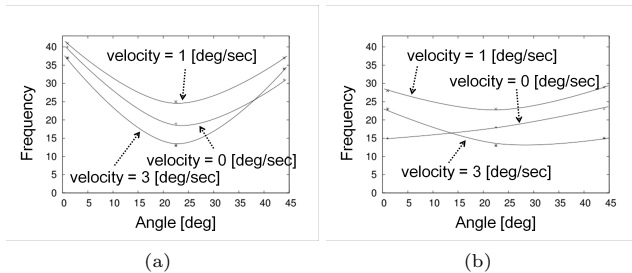 40
35
30
25
20
15
10
5
0
Frequency
velocity = 1 [deg/sec]
velocity = 0 [deg/sec]
velocity = 3 [deg/sec]
0 5 10 15 20 25 30 35 40 45
Angle [deg]
(a)
40
35
30
25
20
15
10
5
0
Frequency
velocity = 1 [deg/sec]
velocity = 0 [deg/sec]
velocity = 3 [deg/sec]
0 5 10 15 20 25 30 35 40 45
Angle [deg]
(b)